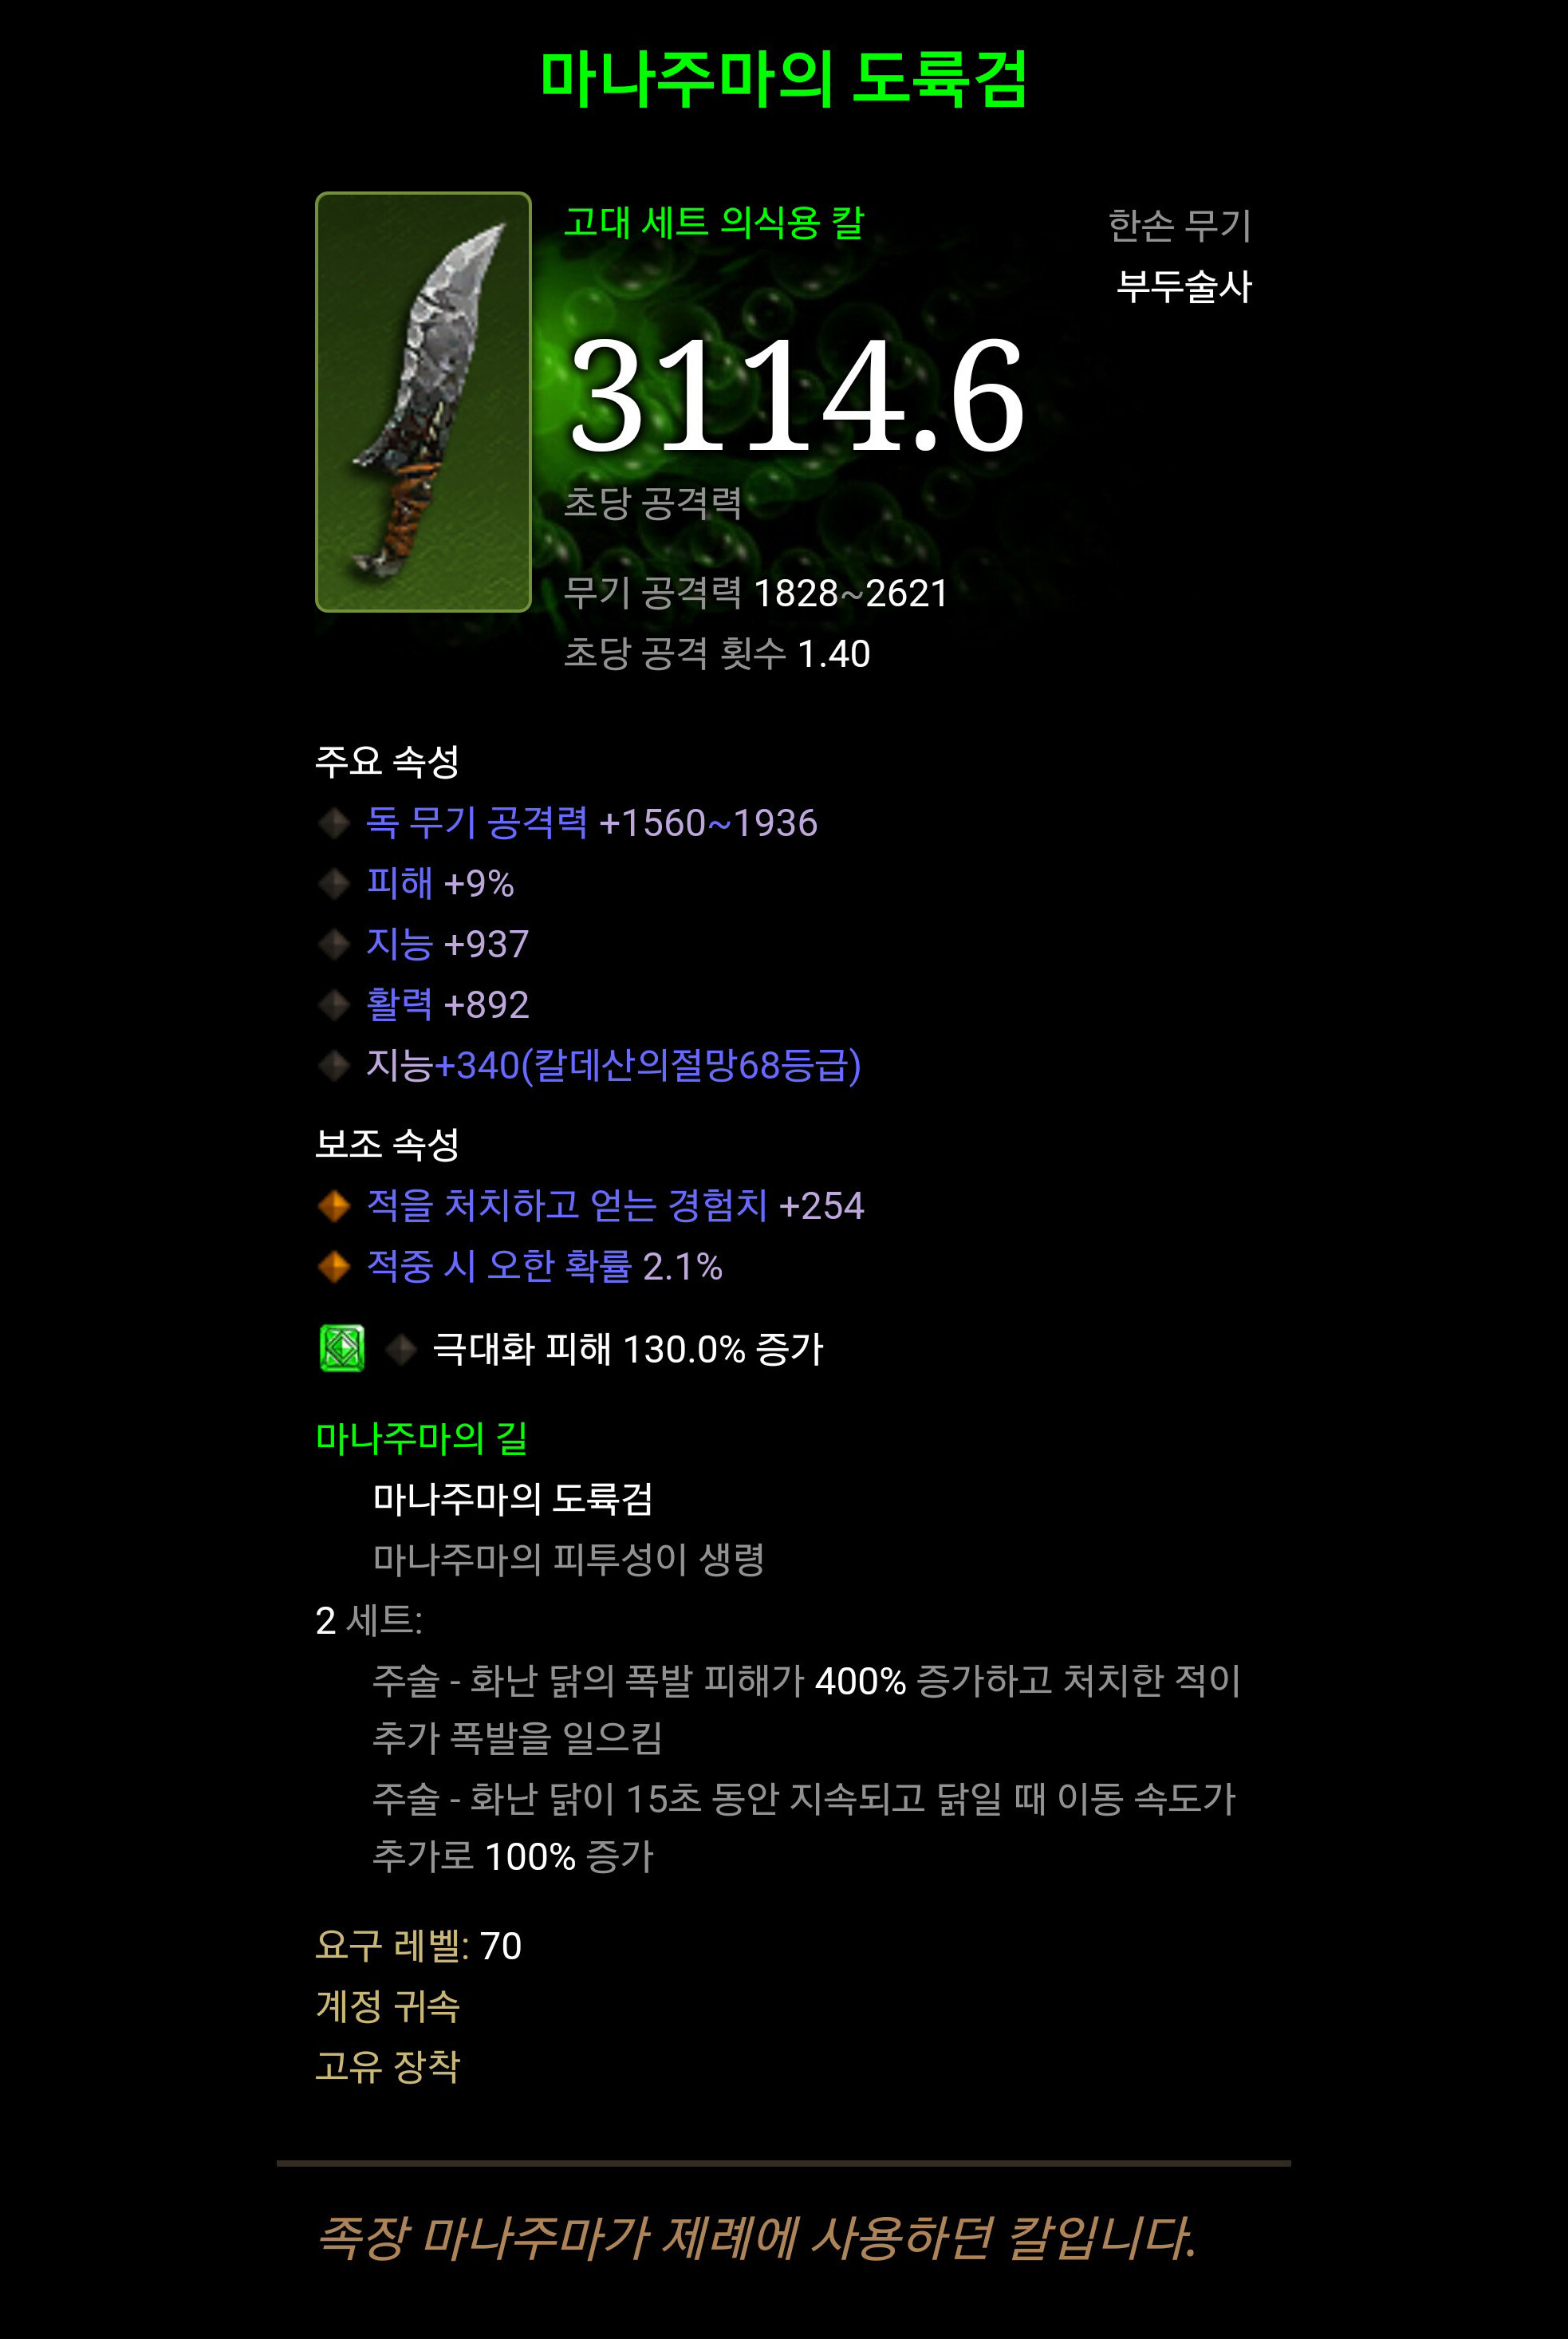 마나주마의 도륙검
고대 세트 의식용 칼
한손 무기
부두술사
3114.6
초당 공격력
무기 공격력 1828~2621
초당 공격 횟수 1.40
주요 속성
독 무기 공격력 +1560~1936
피해 +9%
지능 +937
활력 +892
지능+340(칼데산의절망68등급)
보조 속성
적을 처치하고 얻는 경험치 +254
적중 시 오한 확률 2.1%
극대화 피해 130.0% 증가
마나주마의 길
마나주마의 도륙검
마나주마의 피투성이 생령
2 세트:
주술 - 화난 닭의 폭발 피해가 400% 증가하고 처치한 적이
추가 폭발을 일으킴
주술 - 화난 닭이 15초 동안 지속되고 닭일 때 이동 속도가
추가로 100% 증가
요구 레벨: 70
계정 귀속
고유 장착
족장 마나주마가 제례에 사용하던 칼입니다.